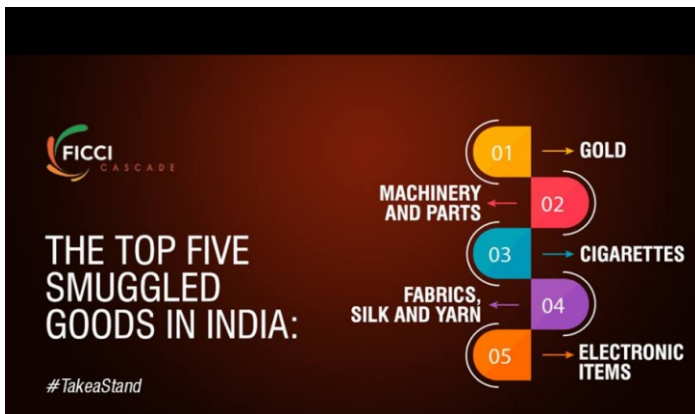 FICCI
CASCADE
THE TOP FIVE
SMUGGLED
GOODS IN INDIA:
#TakeaStand
01
GOLD
MACHINERY
AND PARTS
02
03
CIGARETTES
FABRICS,
SILK AND YARN
04
05
ELECTRONIC
ITEMS